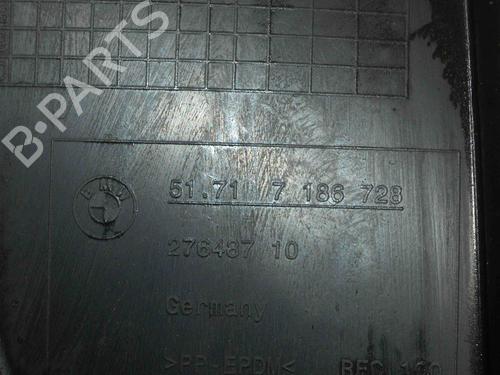 B-PARTS
BMW
51.71 7 186 728
276487 10
Germany
>PP-EPDM<